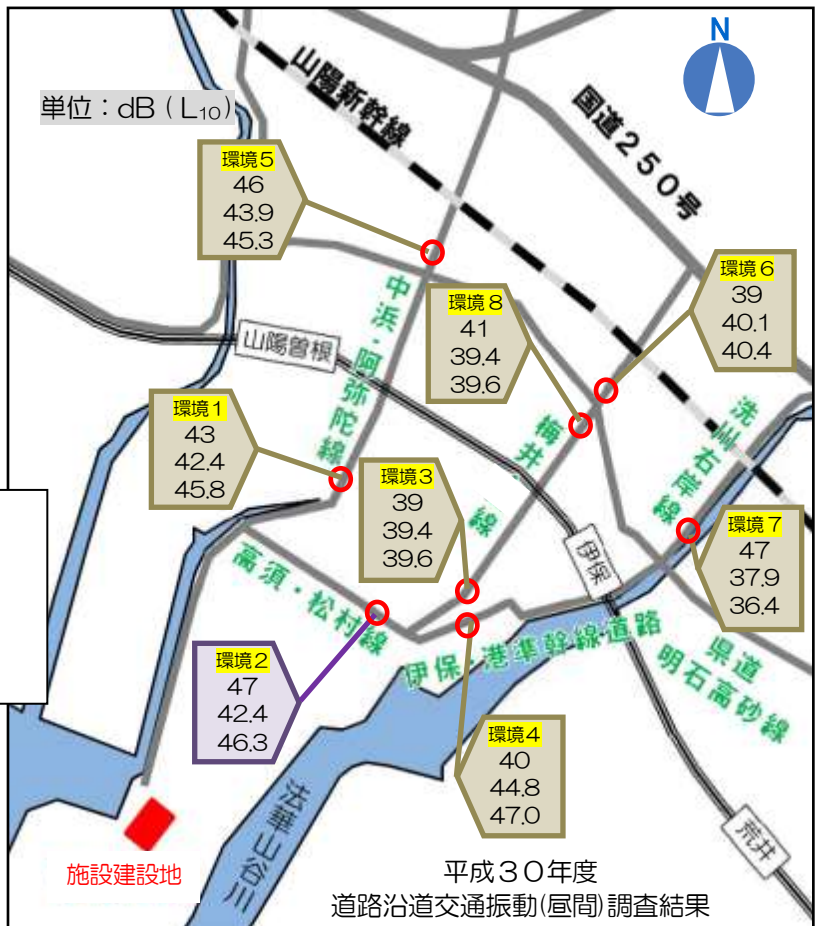 N
単位：dB（L10）
山陽新幹線
国道２５０号
環境５
46
43.9
45.3
環境６
39
40.1
40.4
環境８
41
39.4
39.6
中浜・阿弥陀線
山陽曽根
環境１
43
42.4
45.8
環境３
39
39.4
39.6
梅井 線
洗川右岸線
伊保
環境７
47
37.9
36.4
高須・松村線
伊保・港準幹線道路
県道
明石高砂線
環境２
47
42.4
46.3
環境４
40
44.8
47.0
法華山谷川
荒井
施設建設地
平成３０年度
道路沿道交通振動(昼間)調査結果